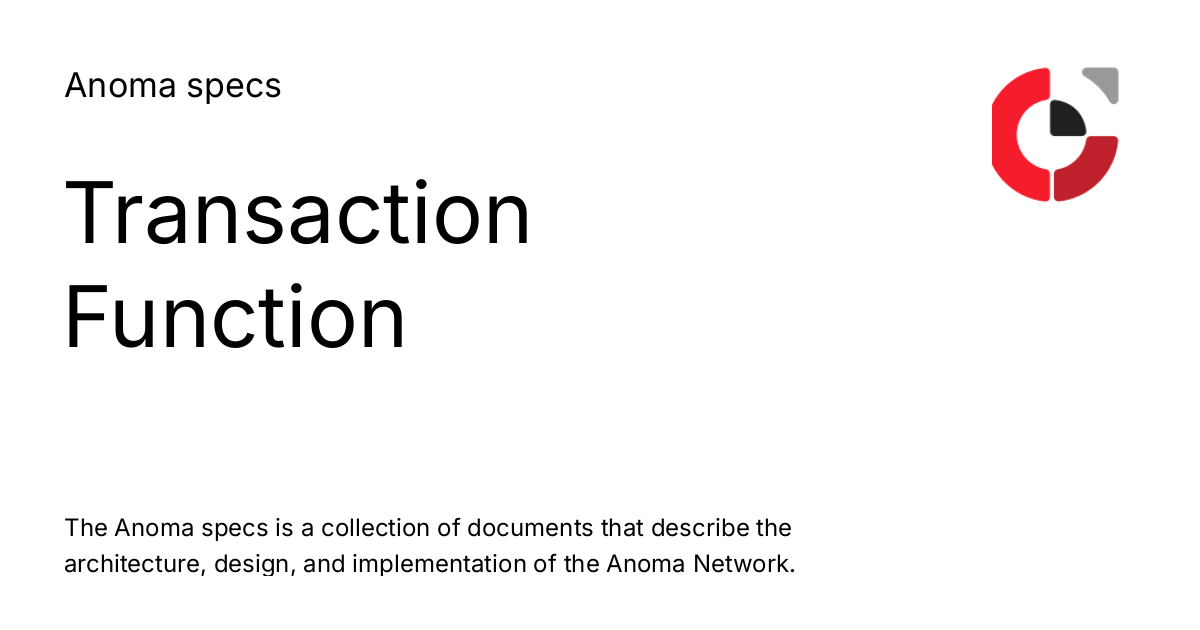 Anoma specs
Transaction
Function
The Anoma specs is a collection of documents that describe the
architecture, design, and implementation of the Anoma Network.